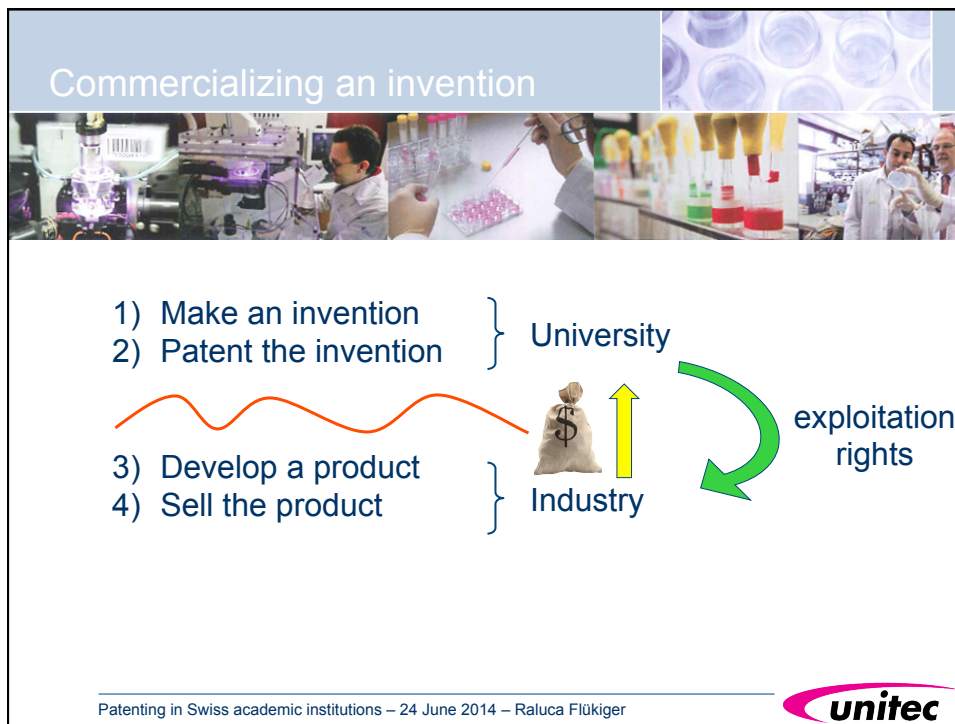 Commercializing an invention
1) Make an invention
2) Patent the invention
University
$
exploitation
rights
3) Develop a product
4) Sell the product
Industry
Patenting in Swiss academic institutions – 24 June 2014 – Raluca Flükiger
unitec